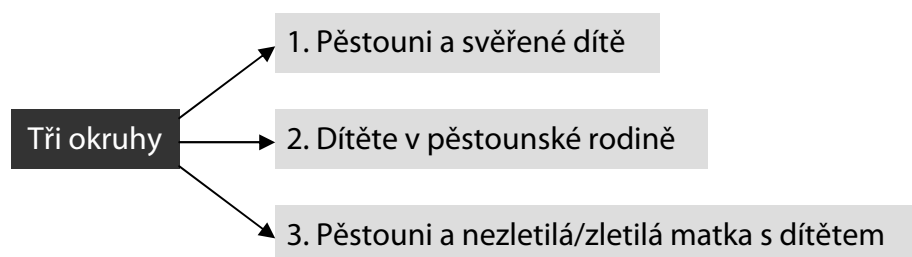 Tři okruhy
1. Pěstouni a svěřené dítě
2. Dítěte v pěstounské rodině
3. Pěstouni a nezletilá/zletilá matka s dítětem